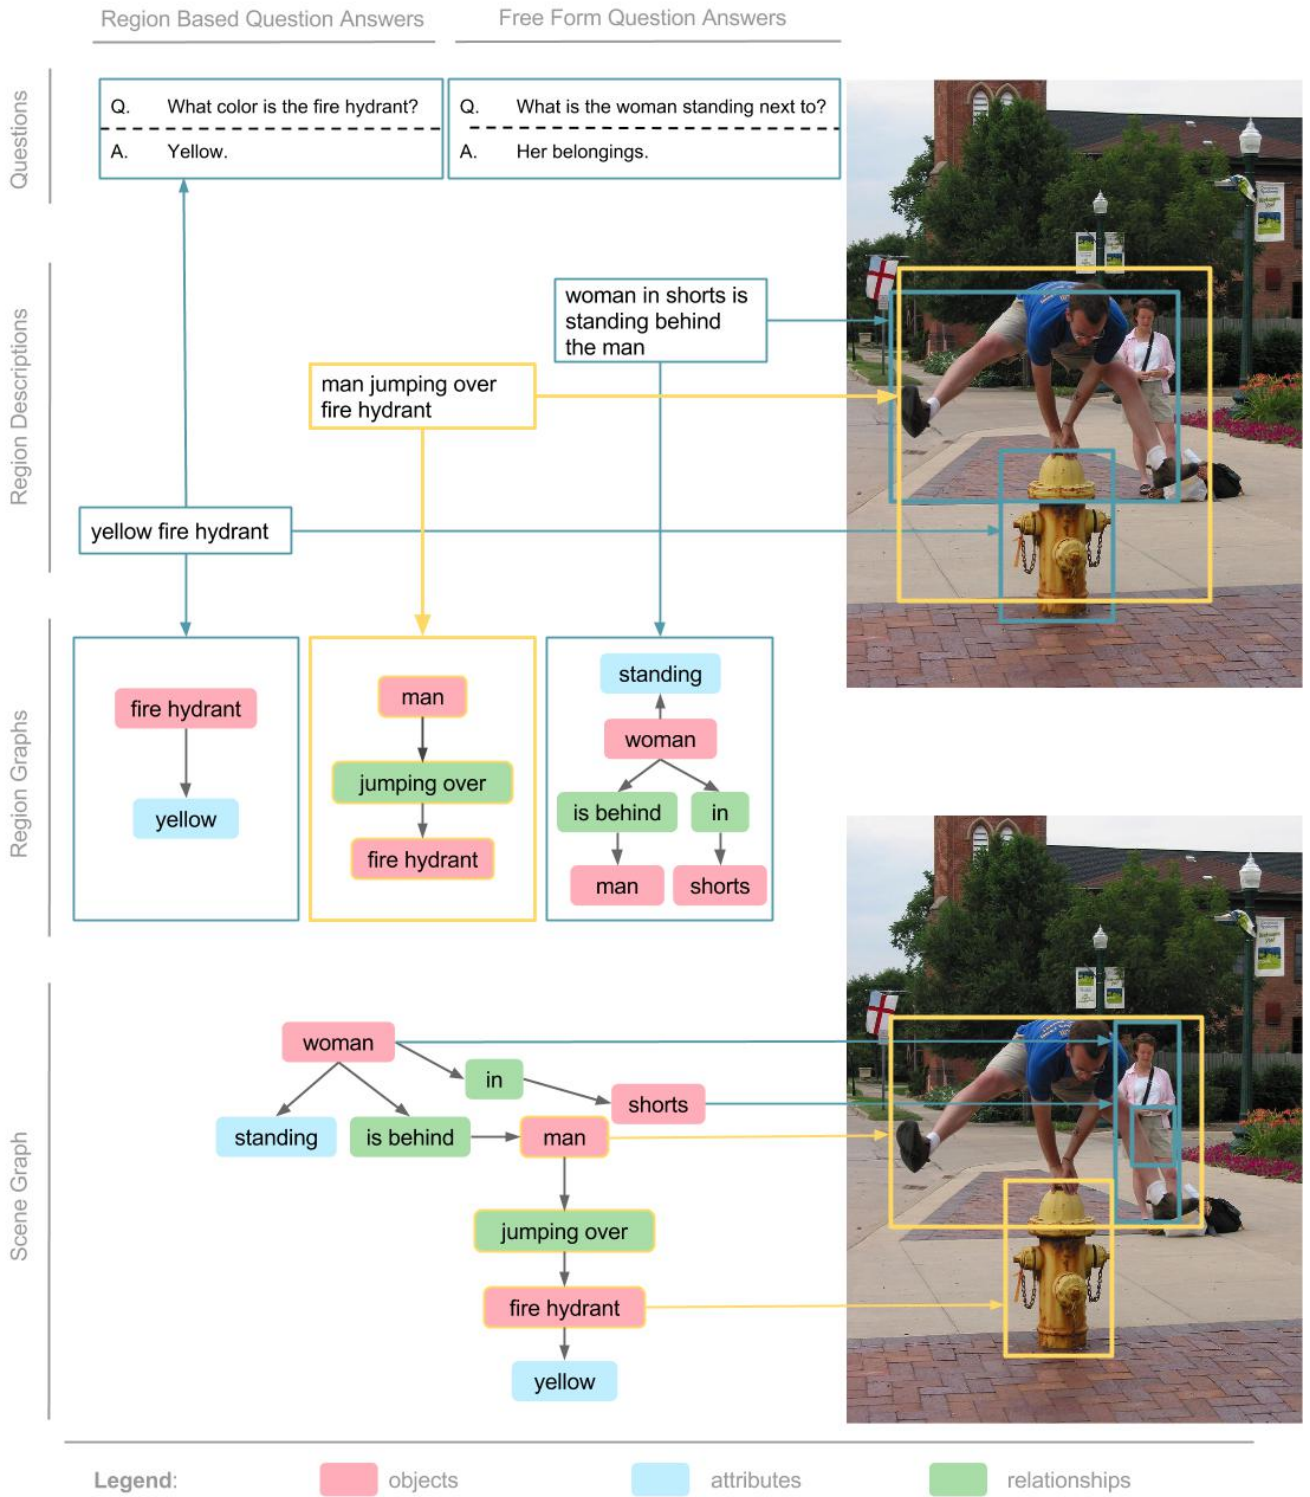 Region Based Question Answers
Free Form Question Answers
Questions
Q. What color is the fire hydrant?
A. Yellow.
Q. What is the woman standing next to?
A. Her belongings.
Region Descriptions
woman in shorts is
standing behind
the man
man jumping over
fire hydrant
yellow fire hydrant
Region Graphs
fire hydrant
yellow
man
jumping over
fire hydrant
standing
woman
is behind
in
man
shorts
Scene Graph
woman
in
shorts
standing
is behind
man
jumping over
fire hydrant
yellow
Legend:
objects
attributes
relationships